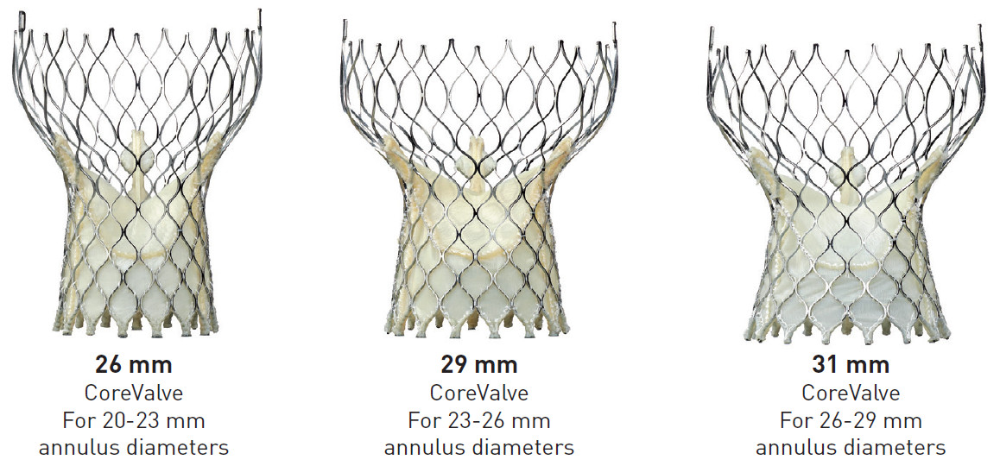 26 mm
CoreValve
For 20-23 mm
annulus diameters
29 mm
CoreValve
For 23-26 mm
annulus diameters
31 mm
CoreValve
For 26-29 mm
annulus diameters